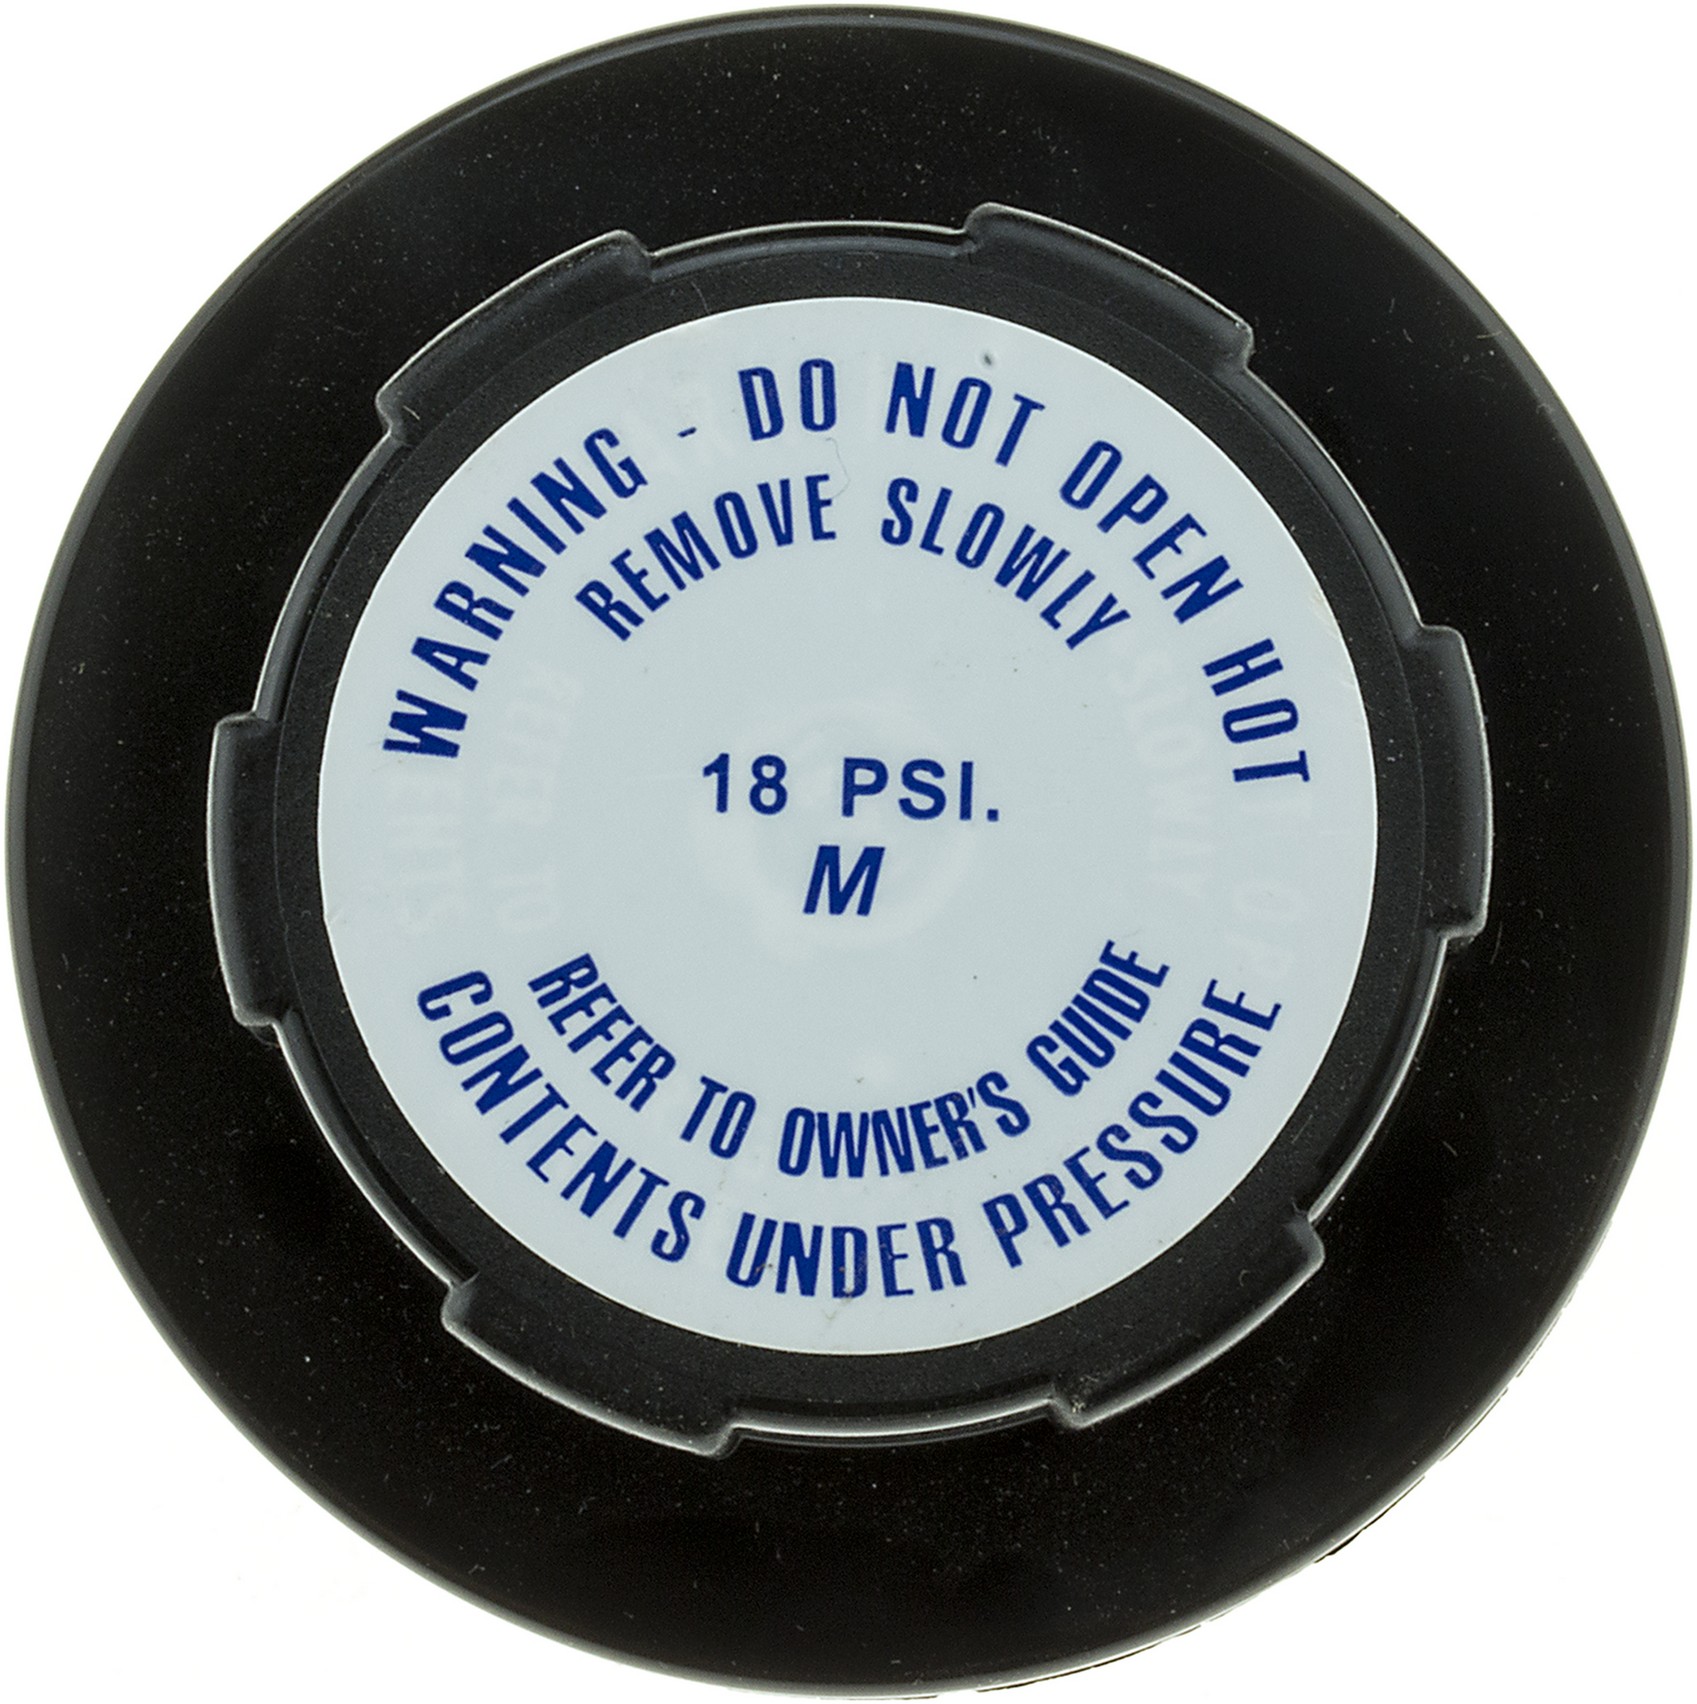 WARNING - DO NOT OPEN HOT
REMOVE SLOWLY
18 PSI.
M
REFER TO OWNER'S GUIDE
CONTENTS UNDER PRESSURE